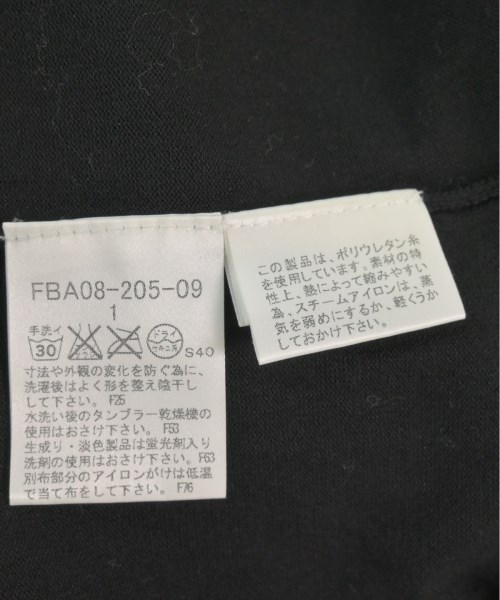 FBA08-205-09
1
手洗イ
30
ドライ
セキユ系
S40
寸法や外観の変化を防ぐ為に、
洗濯後はよく形を整え陰干し
して下さい。 F25
水洗い後のタンブラー乾燥機の
使用はおさけ下さい。 F53
生成り・淡色製品は蛍光剤入り
洗剤の使用はおさけ下さい。 F63
別布部分のアイロンがけは低温
で当て布をして下さい。 F76
この製品は、ポリウレタン糸
を使用しています。素材の特
性上、熱によって縮みやすい
為、スチームアイロンは、蒸
気を弱めにするか、軽くうか
しておかけ下さい。